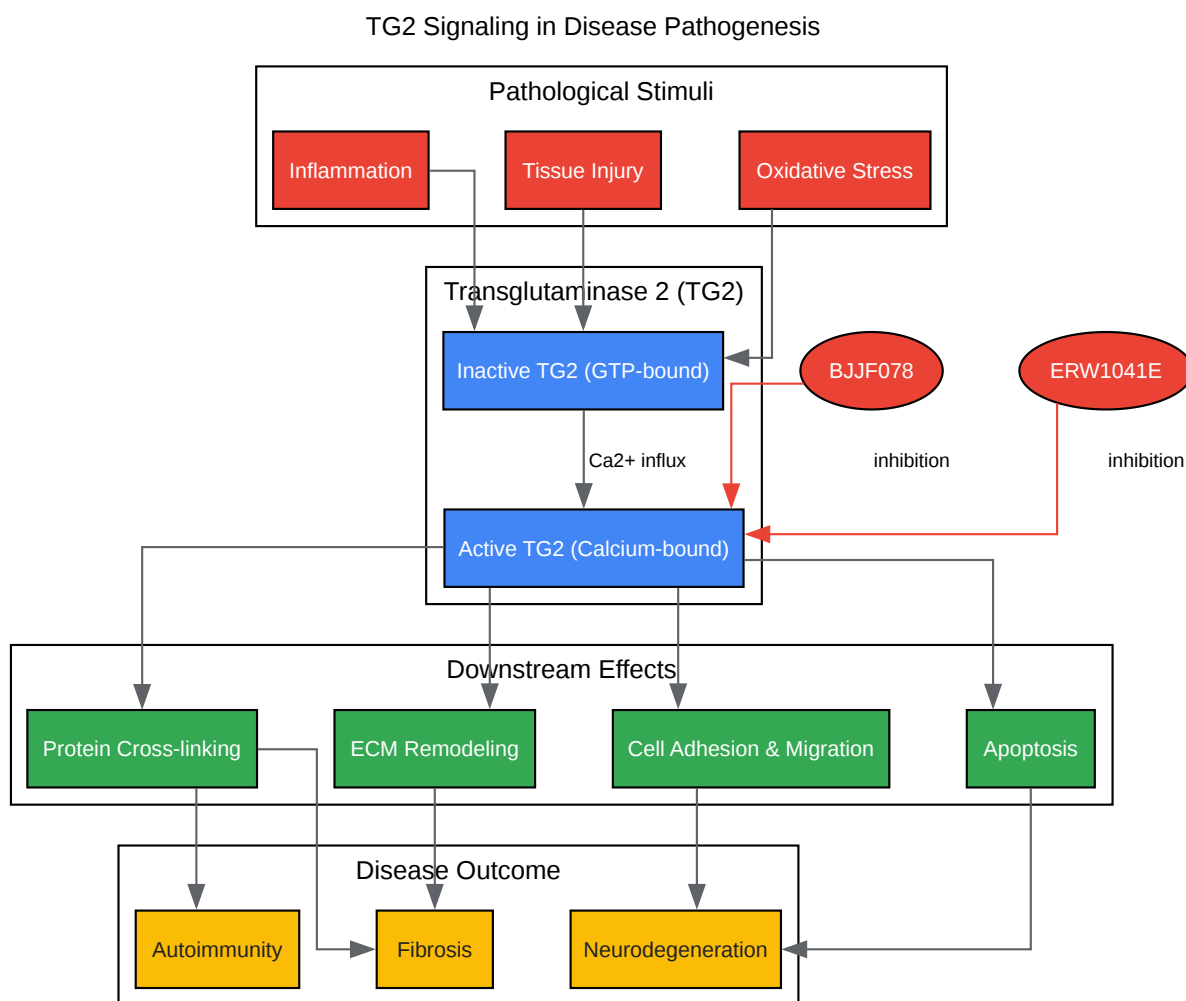 TG2 Signaling in Disease Pathogenesis
Pathological Stimuli
Inflammation
Tissue Injury
Oxidative Stress
Transglutaminase 2 (TG2)
Inactive TG2 (GTP-bound)
BJJF078
ERW1041E
Ca2+ influx
inhibition
inhibition
Active TG2 (Calcium-bound)
Downstream Effects
Protein Cross-linking
ECM Remodeling
Cell Adhesion & Migration
Apoptosis
Disease Outcome
Autoimmunity
Fibrosis
Neurodegeneration